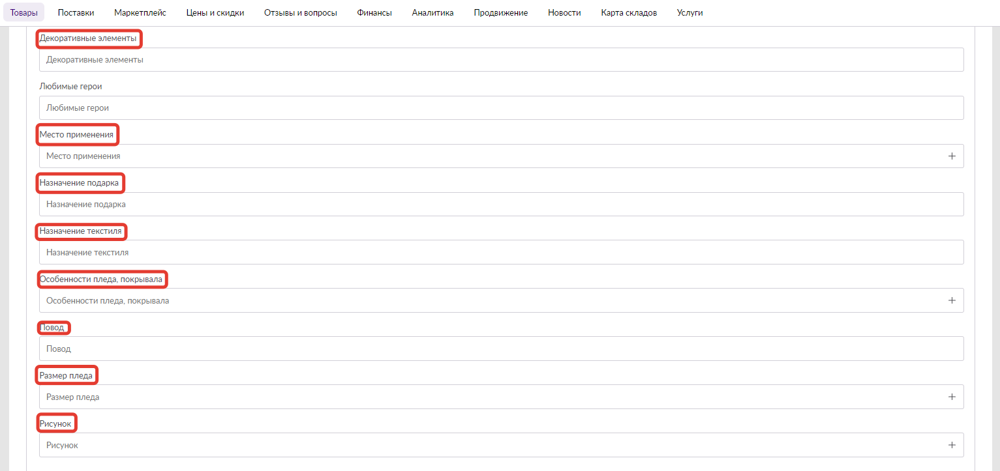 Товары Поставки Маркетплейс Цены и скидки Отзывы и вопросы Финансы Аналитика Продвижение Новости Карта складов Услуги
Декоративные элементы
Декоративные элементы
Любимые герои
Любимые герои
Место применения
Место применения
Назначение подарка
Назначение подарка
Назначение текстиля
Назначение текстиля
Особенности пледа, покрывала
Особенности пледа, покрывала
Повод
Повод
Размер пледа
Размер пледа
Рисунок
Рисунок